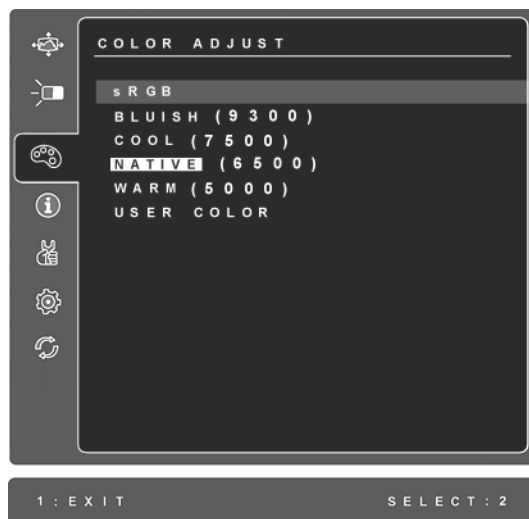 COLOR ADJUST
sRGB
BLUISH (9300)
COOL (7500)
NATIVE (6500)
WARM (5000)
USER COLOR
1:EXIT SELECT:2